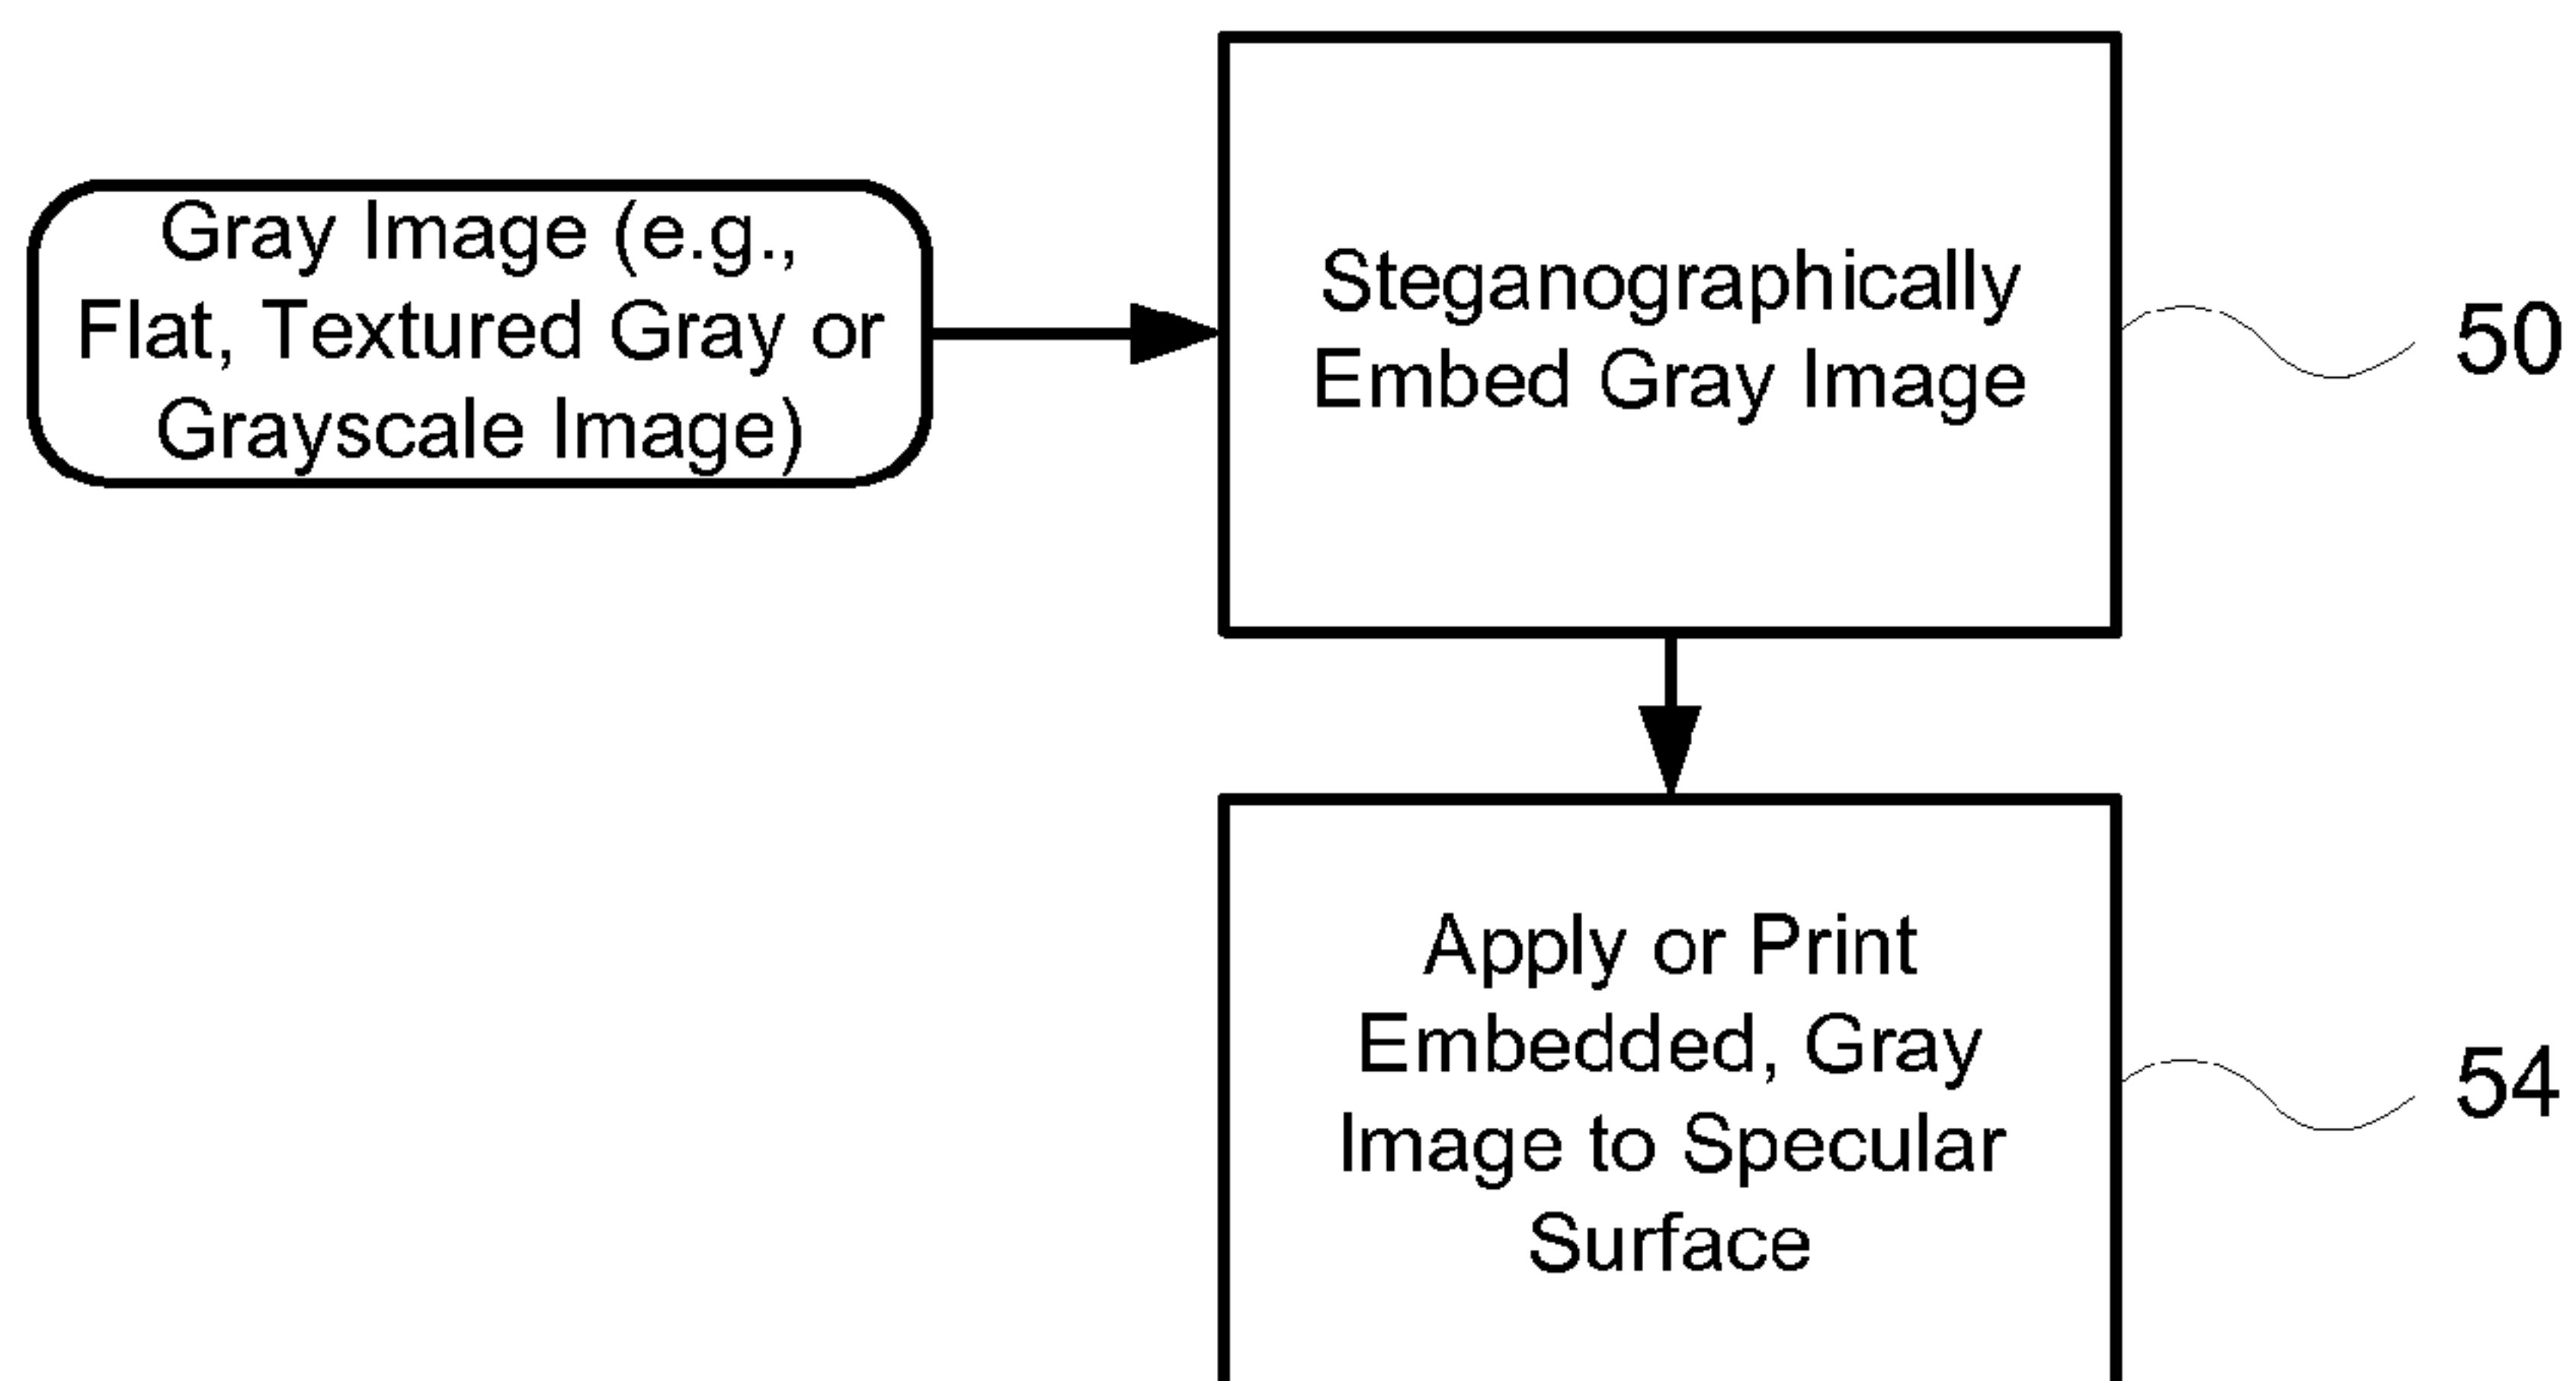 Gray Image (e.g.,
Flat, Textured Gray or
Grayscale Image)
Steganographically
Embed Gray Image
50
Apply or Print
Embedded, Gray
Image to Specular
Surface
54